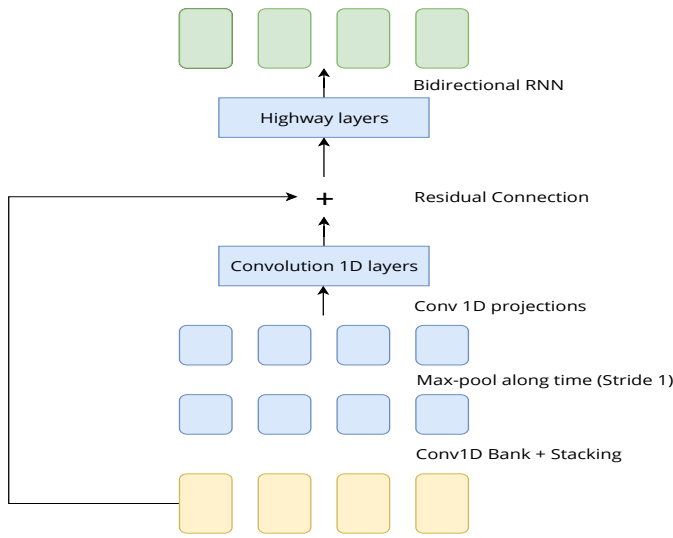 Bidirectional RNN
Highway layers
Residual Connection
+
Convolution 1D layers
Conv 1D projections
Max-pool along time (Stride 1)
Conv1D Bank + Stacking